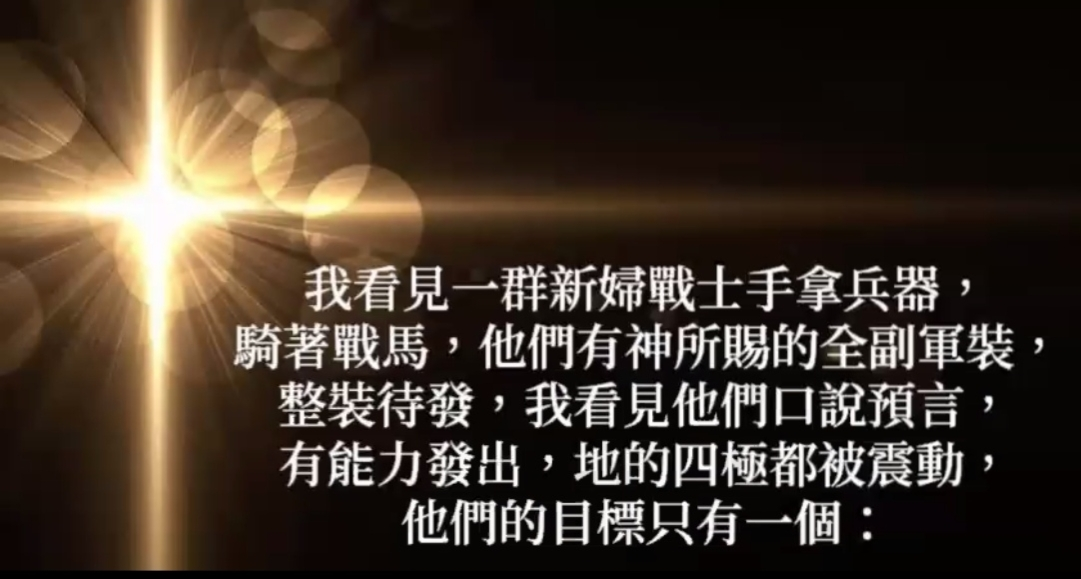 我看見一群新婦戰士手拿兵器，
騎著戰馬，他們有神所賜的全副軍裝，
整裝待發，我看見他們口說預言，
有能力發出，地的四極都被震動，
他們的目標只有一個：